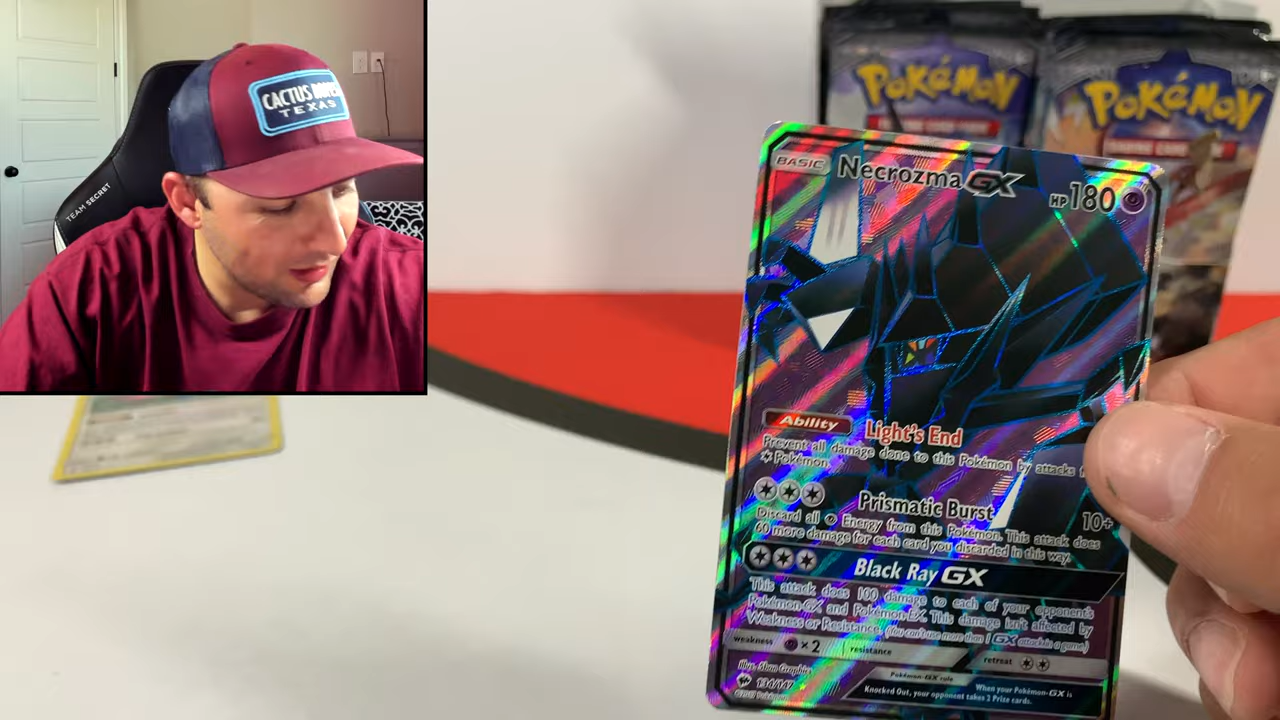 CACTUS
TEXAS
TEAM SECRET
POKéMON
POKéMON
BASIC
Necrozma GX
HP 180
Ability
Light's End
Prevent all damage done to this Pokémon by attacks
Pokémon
Prismatic Burst
10+
Discard all Energy from this Pokémon. This attack does
60 more damage for each card you discarded in this way.
Black Ray GX
This attack does 100 damage to each of your opponent's
Pokémon-GX and Pokémon-EX. This damage isn't affected by
Weakness or Resistance. (You can't use more than 1 GX attack in a game.)
weakness ×2 resistance
retreat
Illus. 5ban Graphics
134/147
Pokémon-GX rule
When your Pokémon-GX is
Knocked Out, your opponent takes 2 Prize cards.